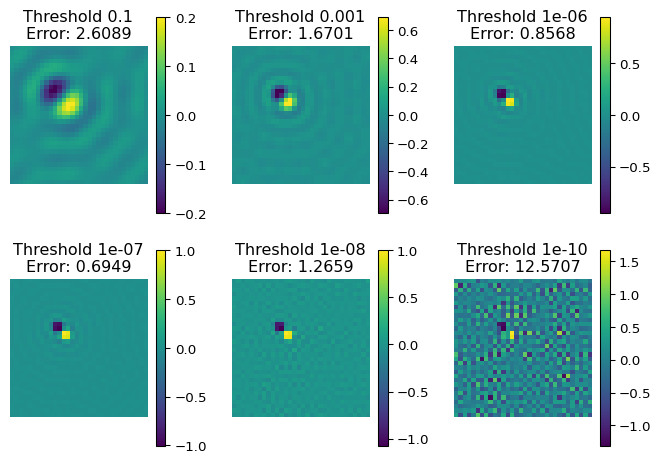 Threshold 0.1
Error: 2.6089
0.2
0.1
0.0
−0.1
−0.2
Threshold 0.001
Error: 1.6701
0.6
0.4
0.2
0.0
−0.2
−0.4
−0.6
Threshold 1e-06
Error: 0.8568
0.5
0.0
−0.5
Threshold 1e-07
Error: 0.6949
1.0
0.5
0.0
−0.5
−1.0
Threshold 1e-08
Error: 1.2659
1.0
0.5
0.0
−0.5
−1.0
Threshold 1e-10
Error: 12.5707
1.5
1.0
0.5
0.0
−0.5
−1.0